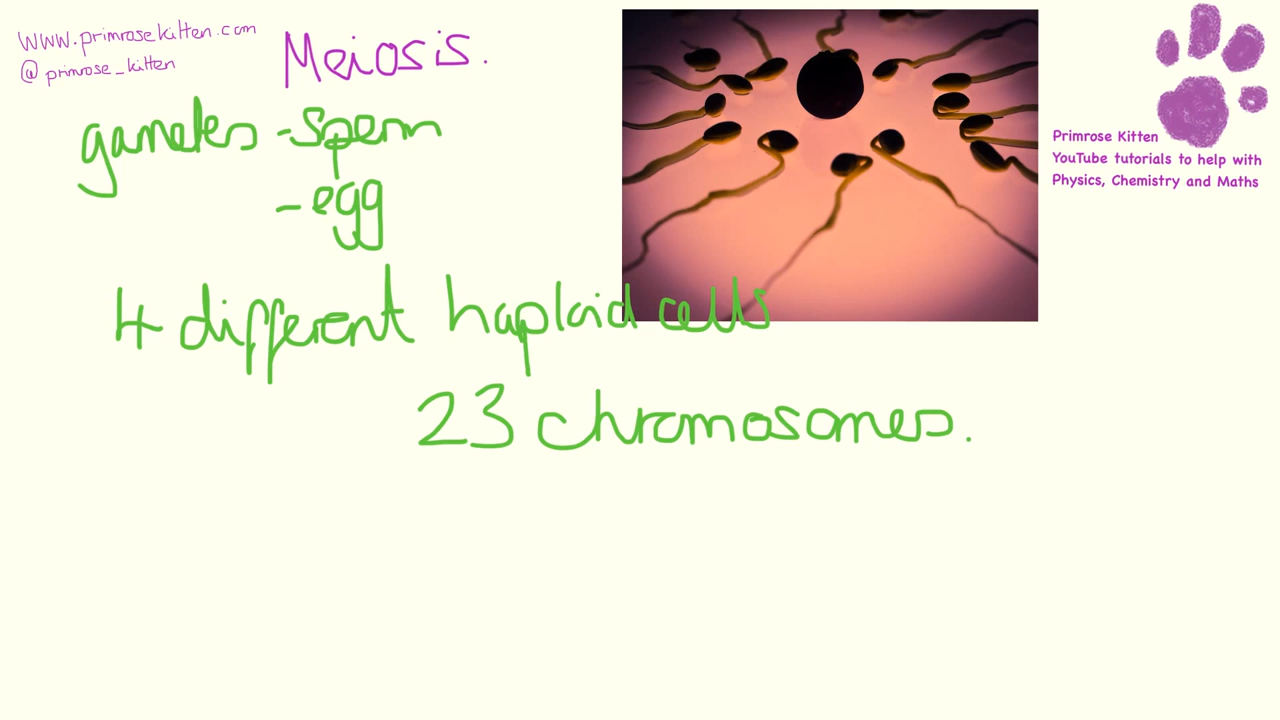 www.primrosekitten.com
@primrose_kitten
Meiosis.
gametes -sperm
-egg
4 different haploid cells
23 chromosomes.
Primrose Kitten
YouTube tutorials to help with
Physics, Chemistry and Maths